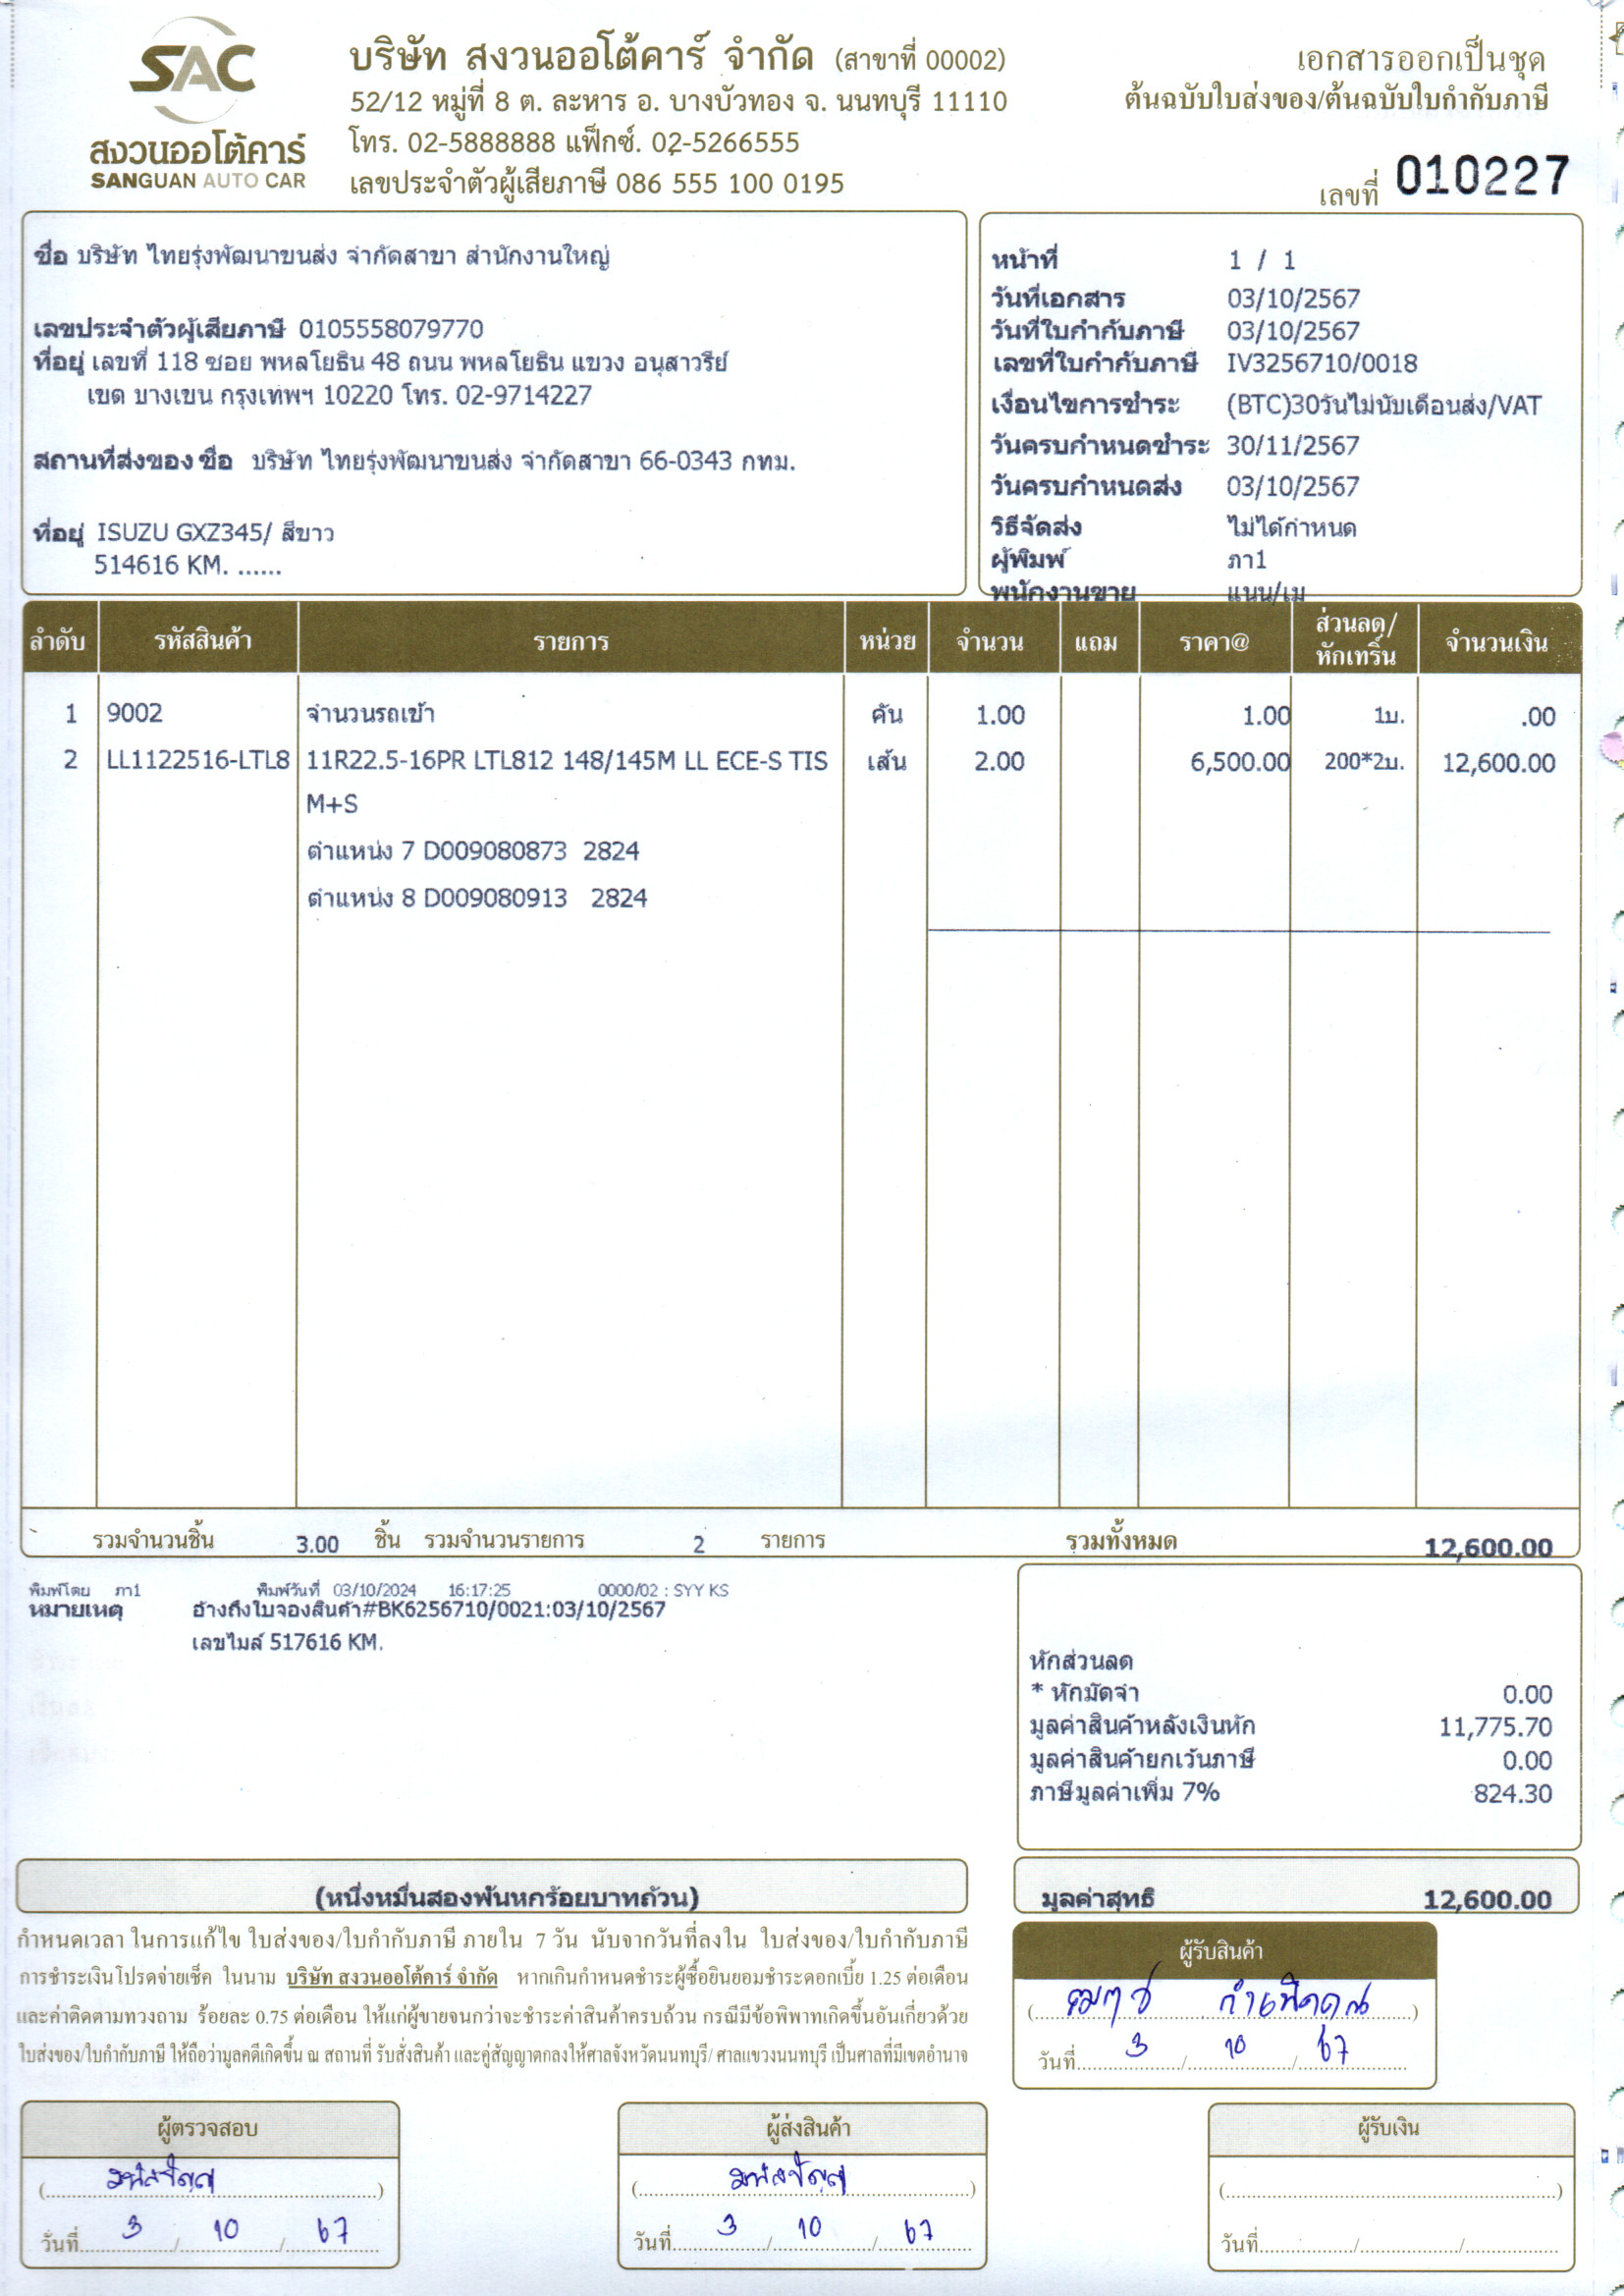 SAC
สงวนออโต้คาร์
SANGUAN AUTO CAR
บริษัท สงวนออโต้คาร์ จำกัด (สาขาที่ 00002)
52/12 หมู่ที่ 8 ต. ละหาร อ. บางบัวทอง จ. นนทบุรี 11110
โทร. 02-5888888 แฟ็กซ์. 02-5266555
เลขประจำตัวผู้เสียภาษี 086 555 100 0195
เอกสารออกเป็นชุด
ต้นฉบับใบส่งของ/ต้นฉบับใบกำกับภาษี
เลขที่ 010227
ชื่อ บริษัท ไทยรุ่งพัฒนาขนส่ง จำกัดสาขา สำนักงานใหญ่
เลขประจำตัวผู้เสียภาษี 0105558079770
ที่อยู่ เลขที่ 118 ซอย พหลโยธิน 48 ถนน พหลโยธิน แขวง อนุสาวรีย์
เขต บางเขน กรุงเทพฯ 10220 โทร. 02-9714227
สถานที่ส่งของ ชื่อ บริษัท ไทยรุ่งพัฒนาขนส่ง จำกัดสาขา 66-0343 กทม.
ที่อยู่ ISUZU GXZ345/ สีขาว
514616 KM. ......
หน้าที่ 1 / 1
วันที่เอกสาร 03/10/2567
วันที่ใบกำกับภาษี 03/10/2567
เลขที่ใบกำกับภาษี IV3256710/0018
เงื่อนไขการชำระ (BTC)30วันไม่นับเดือนส่ง/VAT
วันครบกำหนดชำระ 30/11/2567
วันครบกำหนดส่ง 03/10/2567
วิธีจัดส่ง ไม่ได้กำหนด
ผู้พิมพ์ ภา1
พนักงานขาย แนน/เม
ลำดับ รหัสสินค้า รายการ หน่วย จำนวน แถม ราคา@ ส่วนลด/หักเทริ์น จำนวนเงิน
1 9002 จำนวนรถเข้า คัน 1.00 1.00 1บ. .00
2 LL1122516-LTL8 11R22.5-16PR LTL812 148/145M LL ECE-S TIS เส้น 2.00 6,500.00 200*2บ. 12,600.00
M+S
ตำแหน่ง 7 D009080873 2824
ตำแหน่ง 8 D009080913 2824
รวมจำนวนชิ้น 3.00 ชิ้น รวมจำนวนรายการ 2 รายการ รวมทั้งหมด 12,600.00
พิมพ์โดย ภา1 พิมพ์วันที่ 03/10/2024 16:17:25 0000/02 : SYY KS
หมายเหตุ อ้างถึงใบจองสินค้า#BK6256710/0021:03/10/2567
เลขไมล์ 517616 KM.
หักส่วนลด
* หักมัดจำ 0.00
มูลค่าสินค้าหลังเงินหัก 11,775.70
มูลค่าสินค้ายกเว้นภาษี 0.00
ภาษีมูลค่าเพิ่ม 7% 824.30
(หนึ่งหมื่นสองพันหกร้อยบาทถ้วน)
มูลค่าสุทธิ 12,600.00
กำหนดเวลา ในการแก้ไข ใบส่งของ/ใบกำกับภาษี ภายใน 7 วัน นับจากวันที่ลงใน ใบส่งของ/ใบกำกับภาษี
การชำระเงินโปรดจ่ายเช็ค ในนาม บริษัท สงวนออโต้คาร์ จำกัด หากเกินกำหนดชำระผู้ซื้อยินยอมชำระดอกเบี้ย 1.25 ต่อเดือน
และค่าติดตามทวงถาม ร้อยละ 0.75 ต่อเดือน ให้แก่ผู้ขายจนกว่าจะชำระค่าสินค้าครบถ้วน กรณีมีข้อพิพาทเกิดขึ้นอันเกี่ยวด้วย
ใบส่งของ/ใบกำกับภาษี ให้ถือว่ามูลคดีเกิดขึ้น ณ สถานที่ รับสั่งสินค้า และคู่สัญญาตกลงให้ศาลจังหวัดนนทบุรี/ ศาลแขวงนนทบุรี เป็นศาลที่มีเขตอำนาจ
ผู้รับสินค้า
วันที่ 3 / 10 / 67
ผู้ตรวจสอบ
วันที่ 3 / 10 / 67
ผู้ส่งสินค้า
วันที่ 3 / 10 / 67
ผู้รับเงิน
วันที่